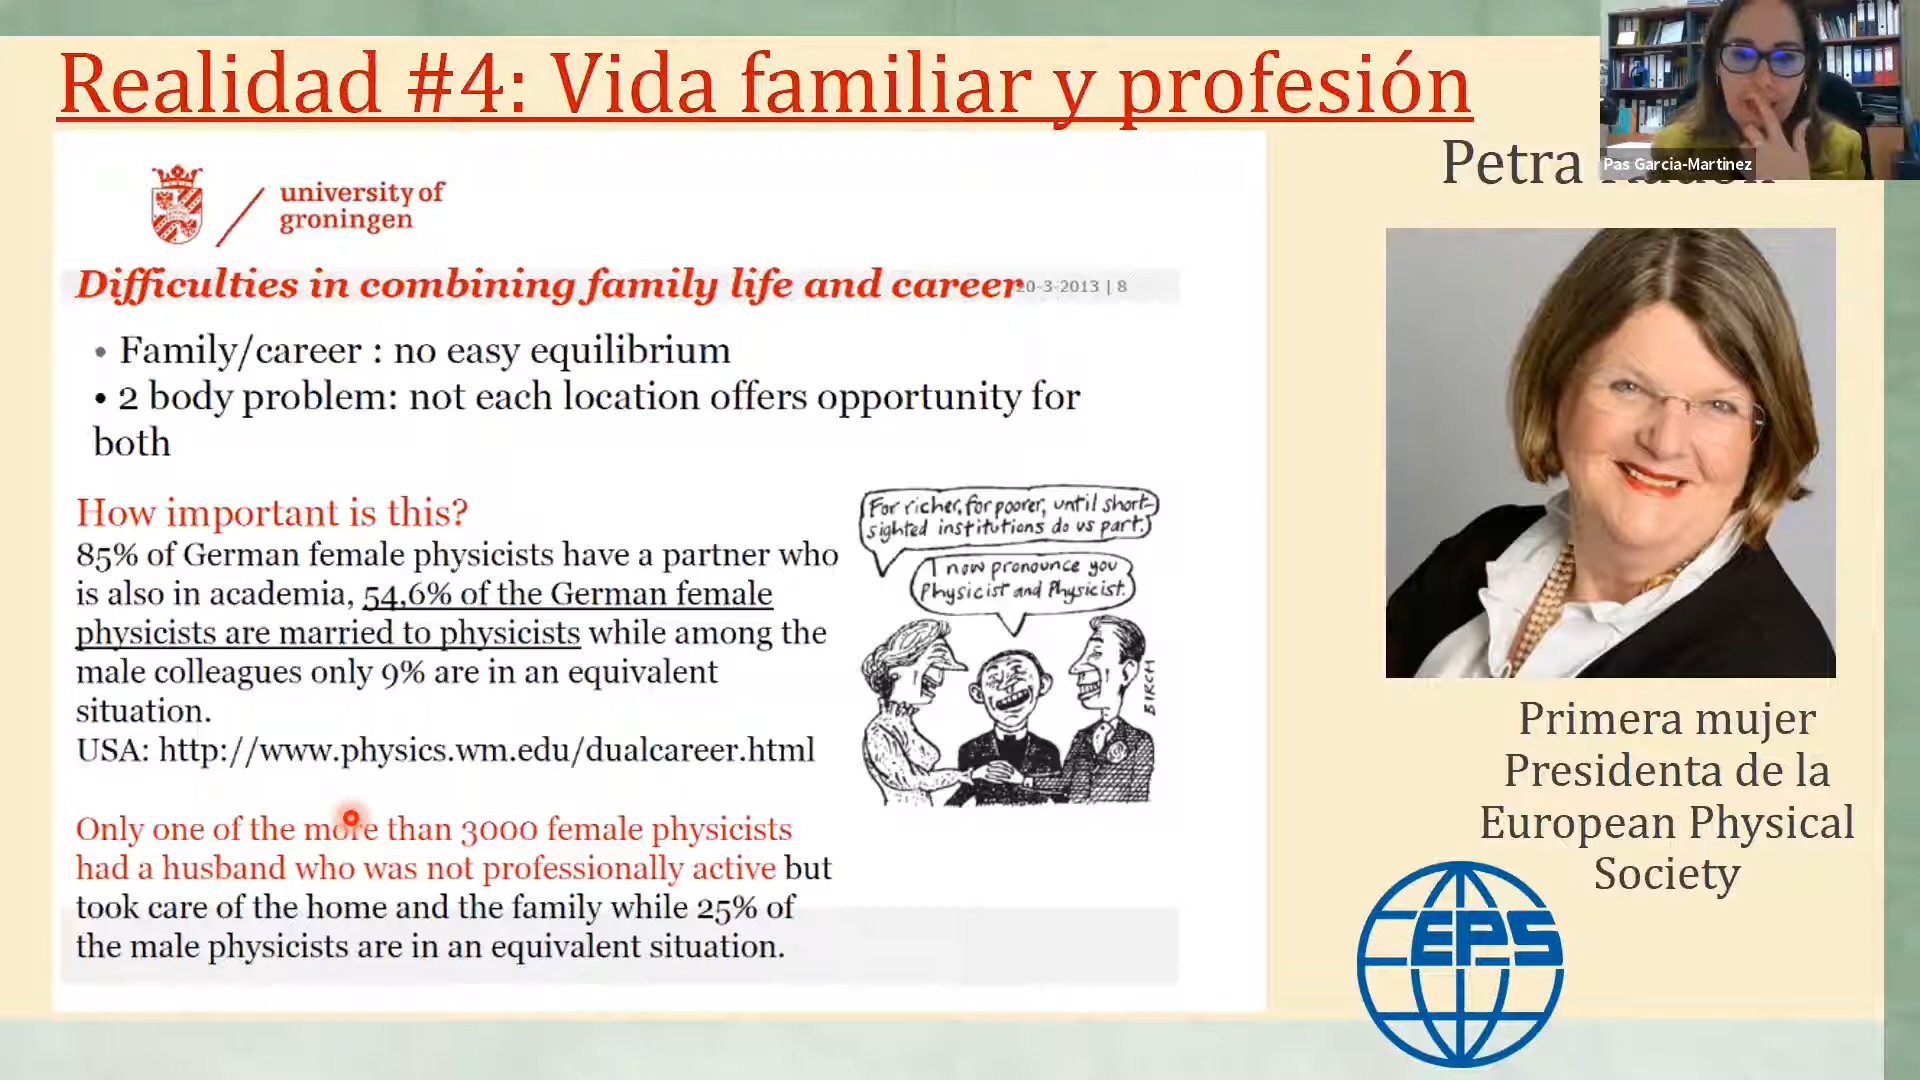 Realidad #4: Vida familiar y profesión
Pas Garcia-Martinez
Petra
university of
groningen
Difficulties in combining family life and career
20-3-2013 | 8
• Family/career : no easy equilibrium
• 2 body problem: not each location offers opportunity for
both
How important is this?
85% of German female physicists have a partner who
is also in academia, 54,6% of the German female
physicists are married to physicists while among the
male colleagues only 9% are in an equivalent
situation.
USA: http://www.physics.wm.edu/dualcareer.html
Only one of the more than 3000 female physicists
had a husband who was not professionally active but
took care of the home and the family while 25% of
the male physicists are in an equivalent situation.
For richer, for poorer, until short-
sighted institutions do us part.
I now pronounce you
Physicist and Physicist.
BIRCH
Primera mujer
Presidenta de la
European Physical
Society
EPS